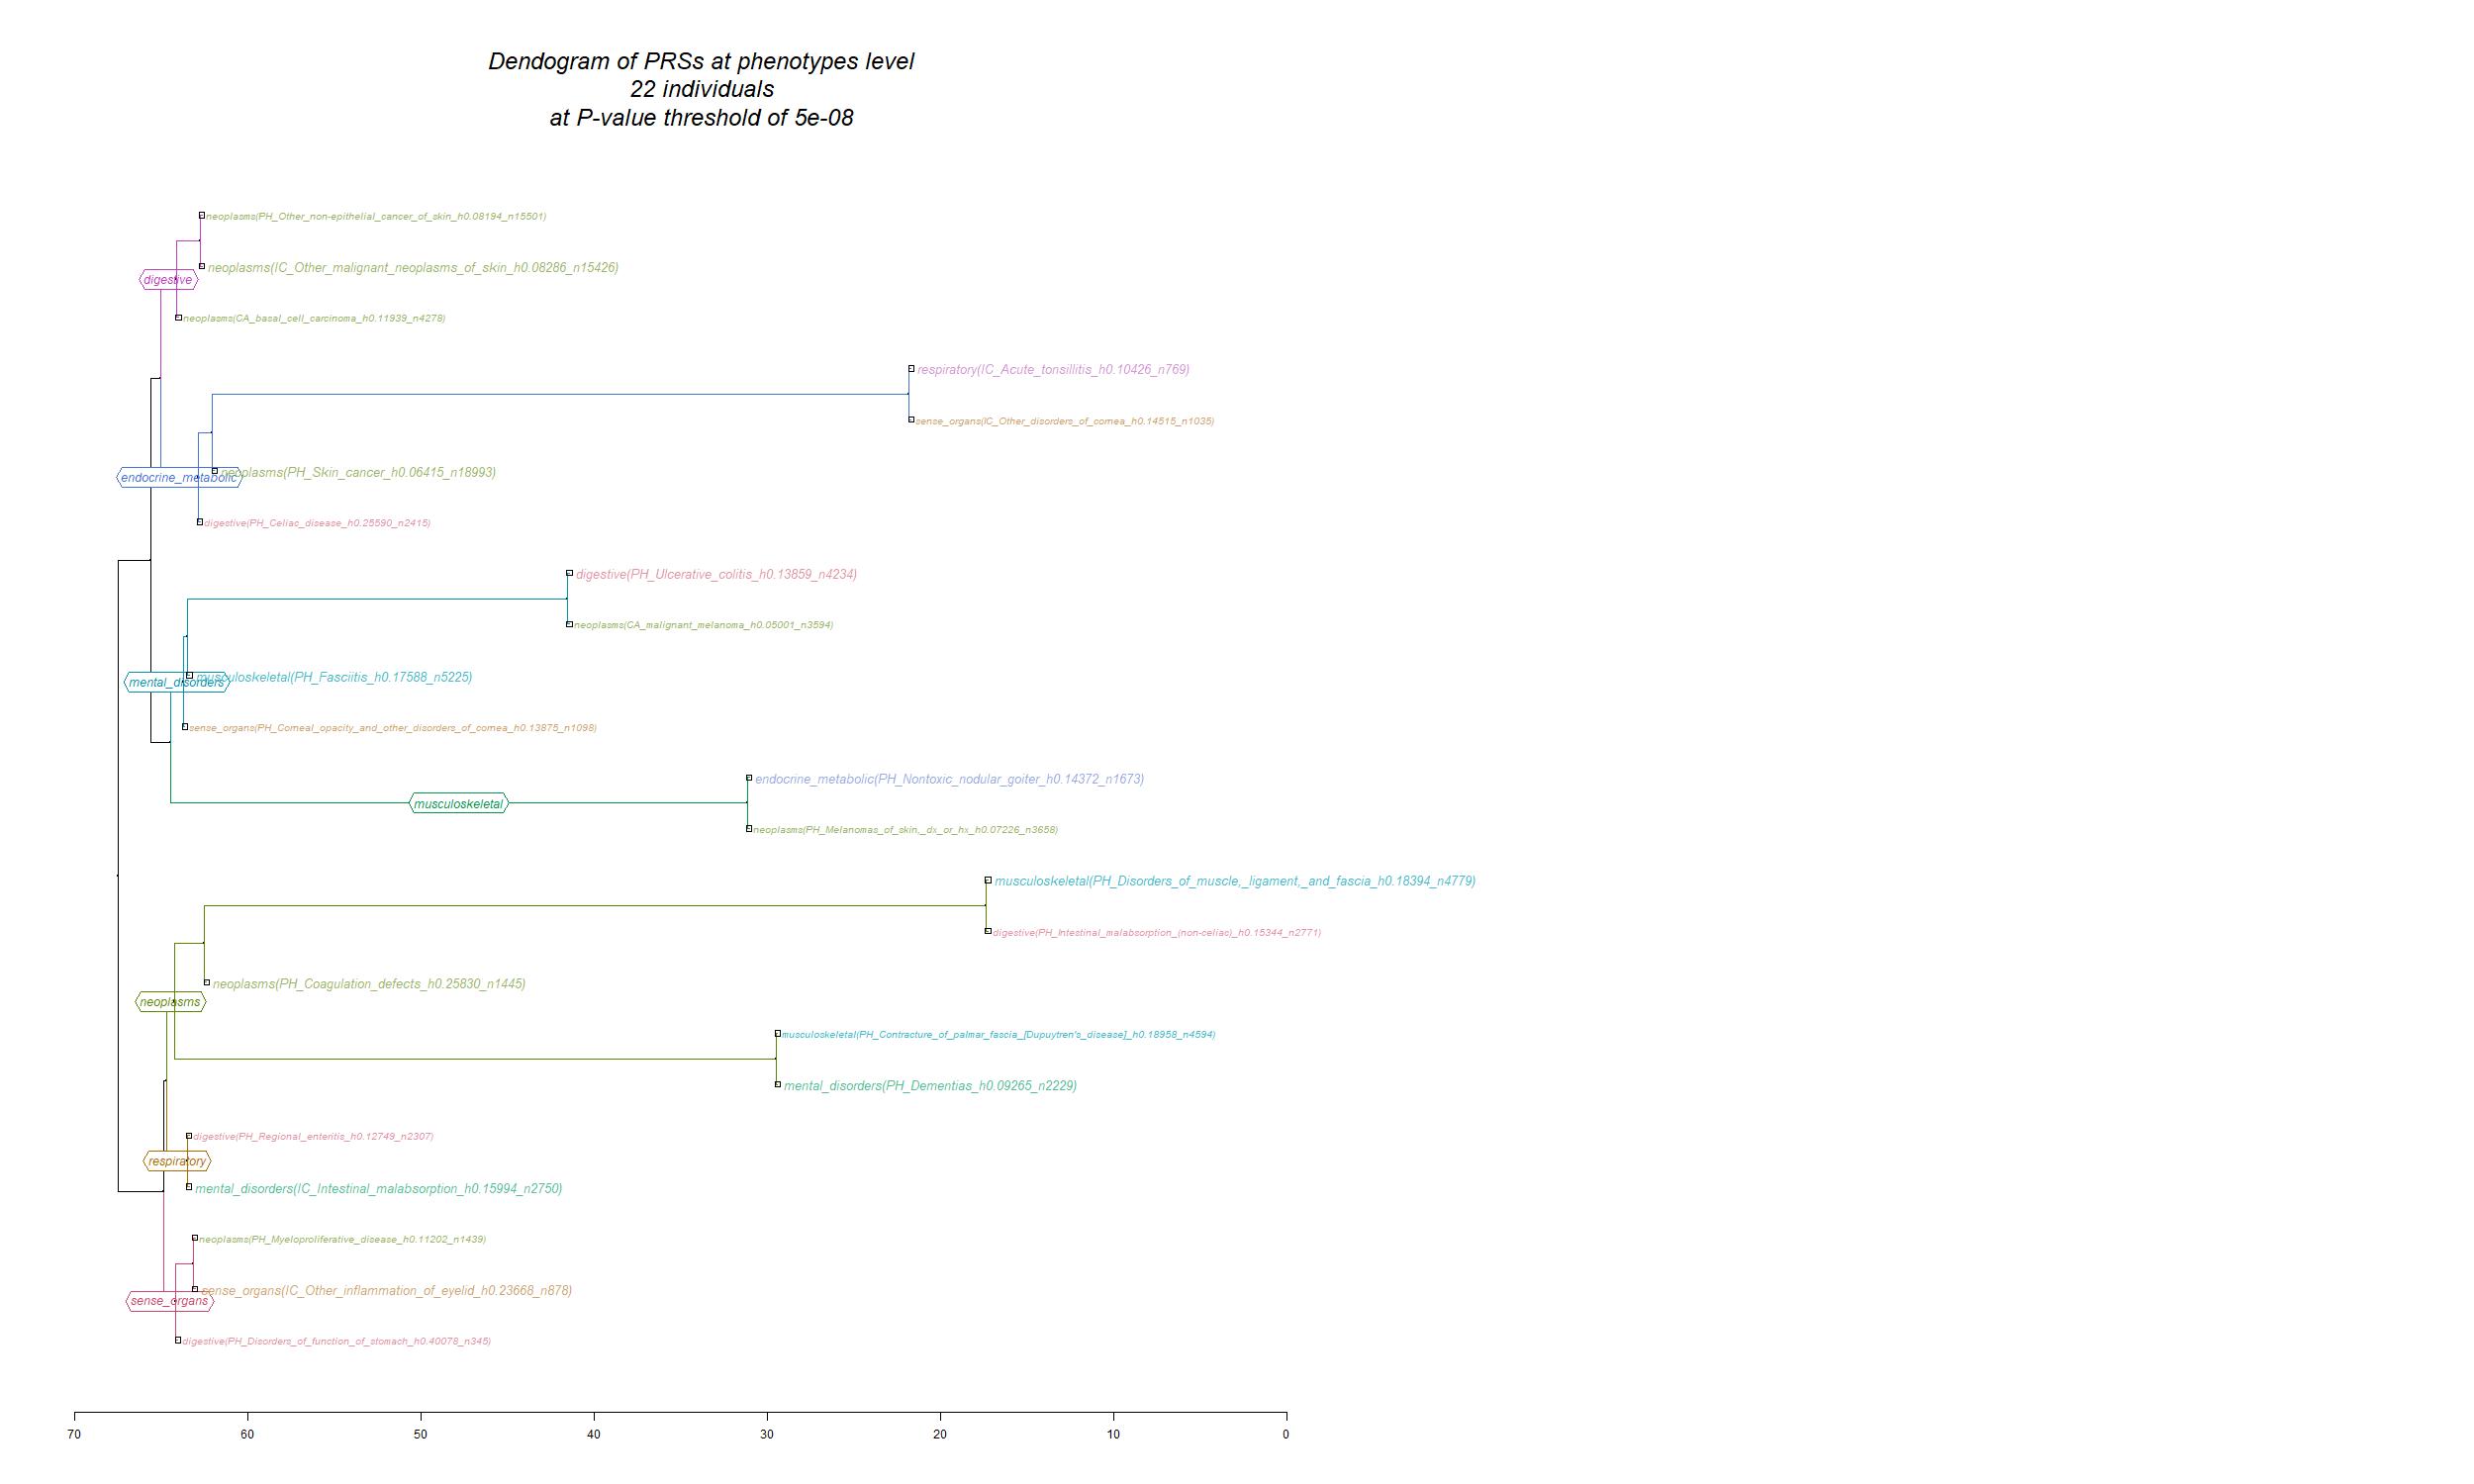 Dendogram of PRSs at phenotypes level
22 individuals
at P-value threshold of 5e-08
neoplasms(PH_Other_non-epithelial_cancer_of_skin_h0.08194_n15501)
neoplasms(IC_Other_malignant_neoplasms_of_skin_h0.08286_n15426)
digestive
neoplasms(CA_basal_cell_carcinoma_h0.11939_n4278)
respiratory(IC_Acute_tonsillitis_h0.10426_n769)
sense_organs(IC_Other_disorders_of_cornea_h0.14515_n1035)
neoplasms(PH_Skin_cancer_h0.06415_n18993)
endocrine_metabolic
digestive(PH_Celiac_disease_h0.25590_n2415)
digestive(PH_Ulcerative_colitis_h0.13859_n4234)
neoplasms(CA_malignant_melanoma_h0.05001_n3594)
musculoskeletal(PH_Fasciitis_h0.17588_n5225)
mental_disorders
sense_organs(PH_Corneal_opacity_and_other_disorders_of_cornea_h0.13875_n1098)
endocrine_metabolic(PH_Nontoxic_nodular_goiter_h0.14372_n1673)
musculoskeletal
neoplasms(PH_Melanomas_of_skin,_dx_or_hx_h0.07226_n3658)
musculoskeletal(PH_Disorders_of_muscle,_ligament,_and_fascia_h0.18394_n4779)
digestive(PH_Intestinal_malabsorption_(non-celiac)_h0.15344_n2771)
neoplasms(PH_Coagulation_defects_h0.25830_n1445)
neoplasms
musculoskeletal(PH_Contracture_of_palmar_fascia_[Dupuytren's_disease]_h0.18958_n4594)
mental_disorders(PH_Dementias_h0.09265_n2229)
digestive(PH_Regional_enteritis_h0.12749_n2307)
respiratory
mental_disorders(IC_Intestinal_malabsorption_h0.15994_n2750)
neoplasms(PH_Myeloproliferative_disease_h0.11202_n1439)
sense_organs(IC_Other_inflammation_of_eyelid_h0.23668_n878)
sense_organs
digestive(PH_Disorders_of_function_of_stomach_h0.40078_n345)
70 60 50 40 30 20 10 0